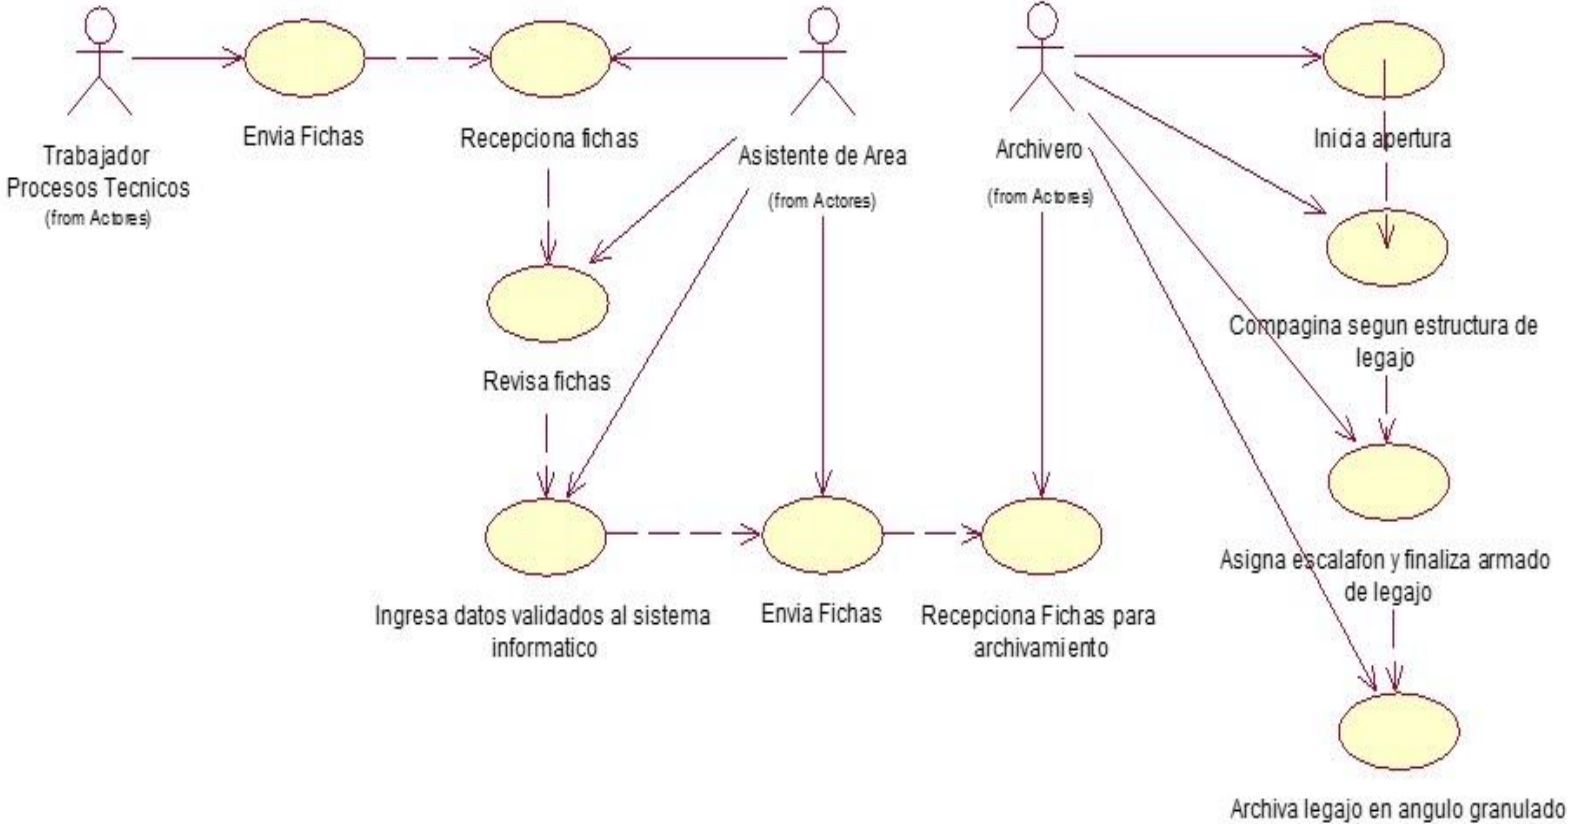 Envia Fichas
Recepciona fichas
Inicia apertura
Trabajador
Procesos Tecnicos
(from Actores)
Asistente de Area
(from Actores)
Archivero
(from Actores)
Compagina segun estructura de
legajo
Revisa fichas
Asigna escalafon y finaliza armado
de legajo
Ingresa datos validados al sistema
informatico
Envia Fichas
Recepciona Fichas para
archivamiento
Archiva legajo en angulo granulado